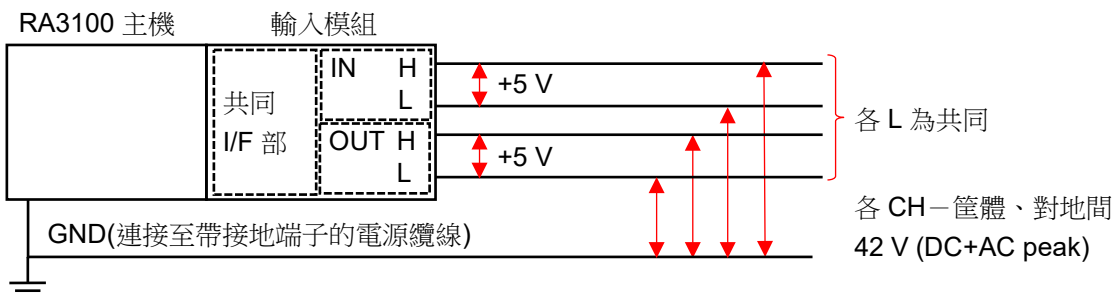 RA3100 主機
輸入模組
共同
I/F 部
IN H
L
OUT H
L
+5 V
+5 V
各 L 為共同
各 CH－筐體、對地間
42 V (DC+AC peak)
GND(連接至帶接地端子的電源纜線)